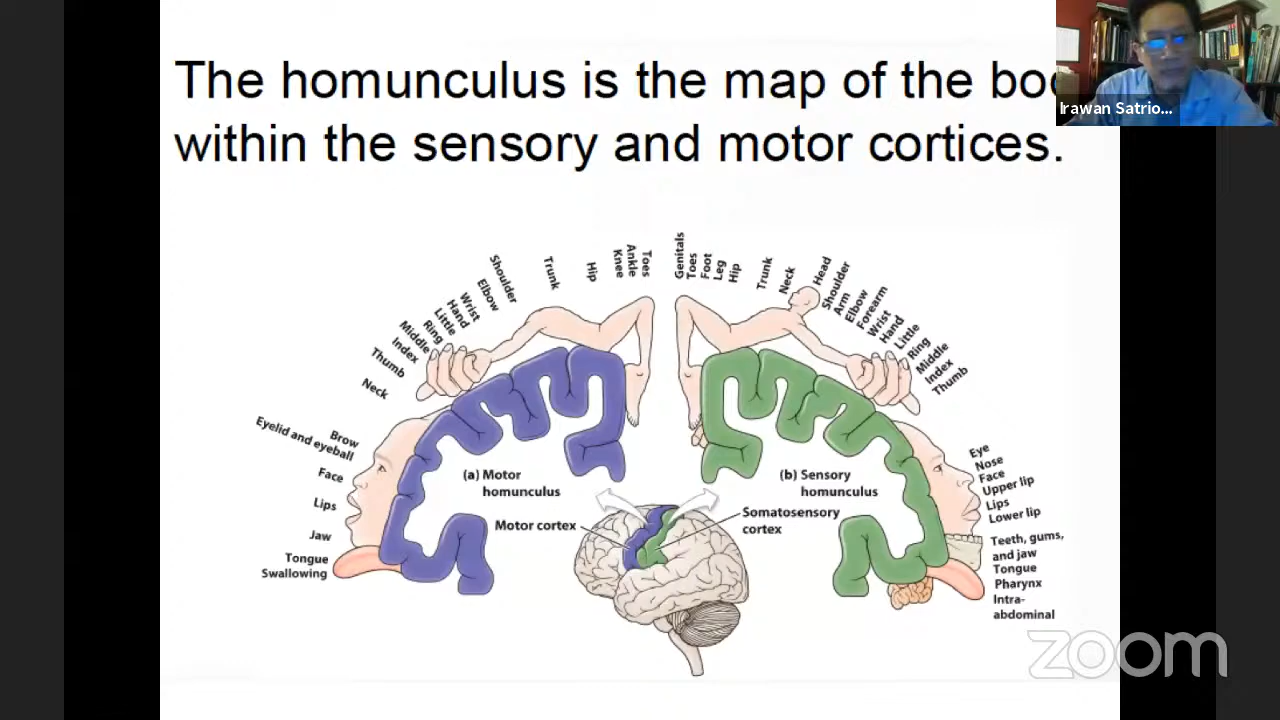 The homunculus is the map of the
within the sensory and motor cortices.
Irawan Satrio...
Toes
Ankle
Knee
Hip
Trunk
Shoulder
Elbow
Wrist
Hand
Little
Ring
Middle
Index
Thumb
Neck
Brow
Eyelid and eyeball
Face
Lips
Jaw
Tongue
Swallowing
(a) Motor
homunculus
Motor cortex
Genitals
Toes
Foot
Leg
Hip
Trunk
Neck
Head
Shoulder
Arm
Elbow
Forearm
Wrist
Hand
Little
Ring
Middle
Index
Thumb
Eye
Nose
Face
Upper lip
Lips
Lower lip
Teeth, gums,
and jaw
Tongue
Pharynx
Intra-
abdominal
(b) Sensory
homunculus
Somatosensory
cortex
zoom